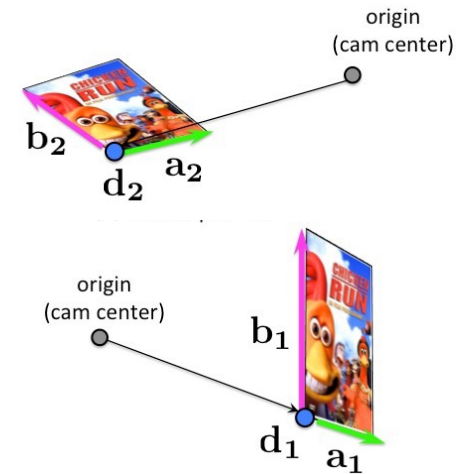 origin
(cam center)
CHICKEN
RUN
b₂
a₂
d₂
origin
(cam center)
CHICKEN
RUN
b₁
d₁
a₁